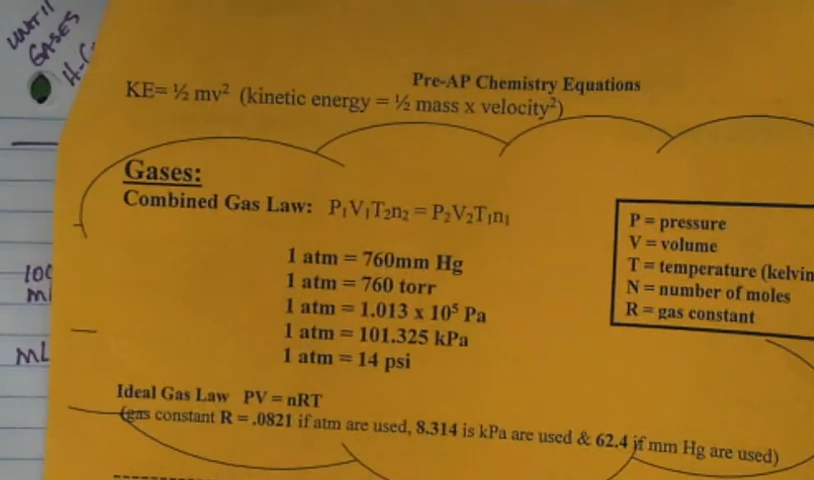 UNIT 11
GASES
Pre-AP Chemistry Equations
KE= ½ mv² (kinetic energy = ½ mass x velocity²)
Gases:
Combined Gas Law: P₁V₁T₂n₂ = P₂V₂T₁n₁
1 atm = 760mm Hg
1 atm = 760 torr
1 atm = 1.013 x 10⁵ Pa
1 atm = 101.325 kPa
1 atm = 14 psi
P = pressure
V = volume
T = temperature (kelvin
N = number of moles
R = gas constant
Ideal Gas Law PV = nRT
(gas constant R = .0821 if atm are used, 8.314 is kPa are used & 62.4 if mm Hg are used)
100
mL
mL